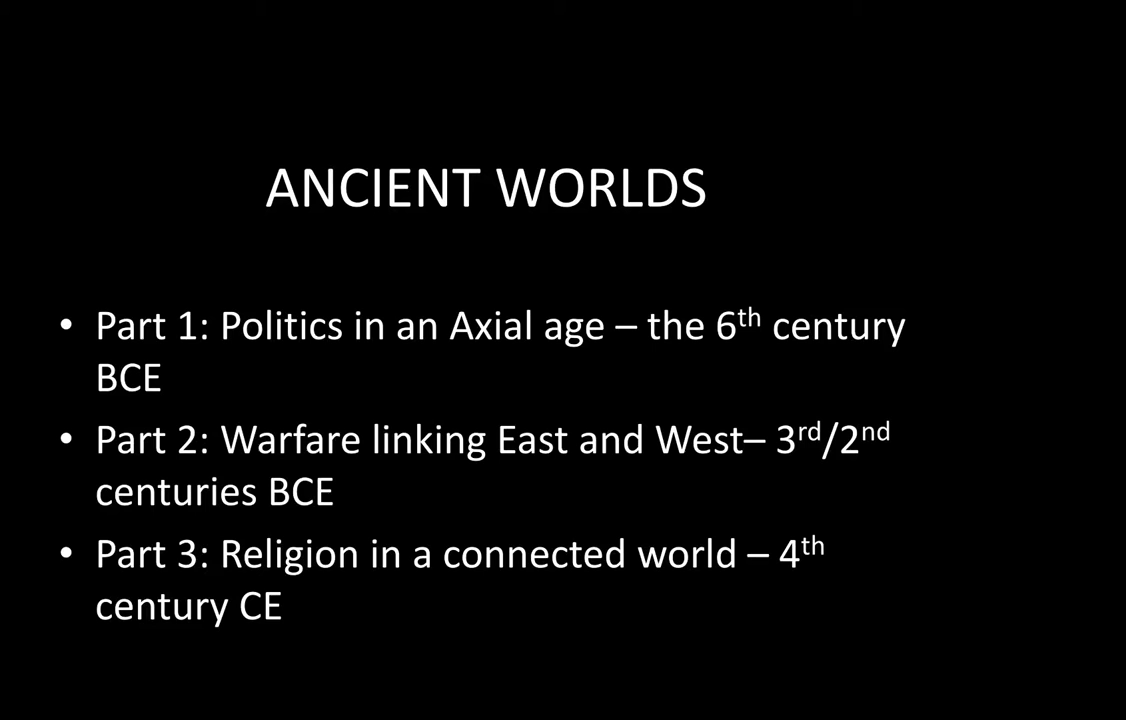 ANCIENT WORLDS
• Part 1: Politics in an Axial age – the 6th century
BCE
• Part 2: Warfare linking East and West– 3rd/2nd
centuries BCE
• Part 3: Religion in a connected world – 4th
century CE